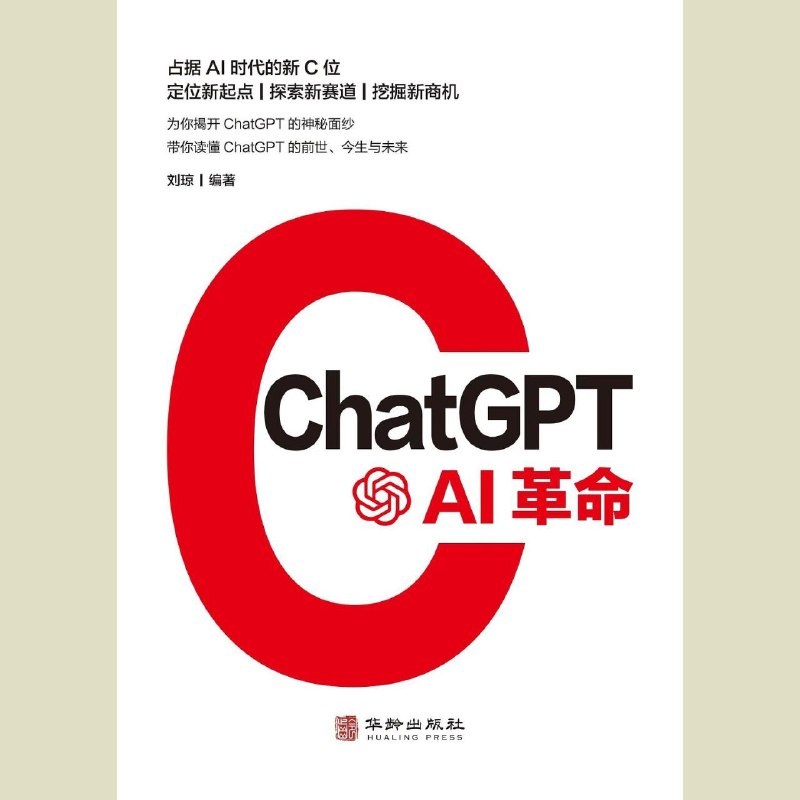 占据 AI 时代的新 C 位
定位新起点 | 探索新赛道 | 挖掘新商机
为你揭开 ChatGPT 的神秘面纱
带你读懂 ChatGPT 的前世、今生与未来
刘琼 | 编著
C
ChatGPT
AI 革命
华龄出版社
HUALING PRESS